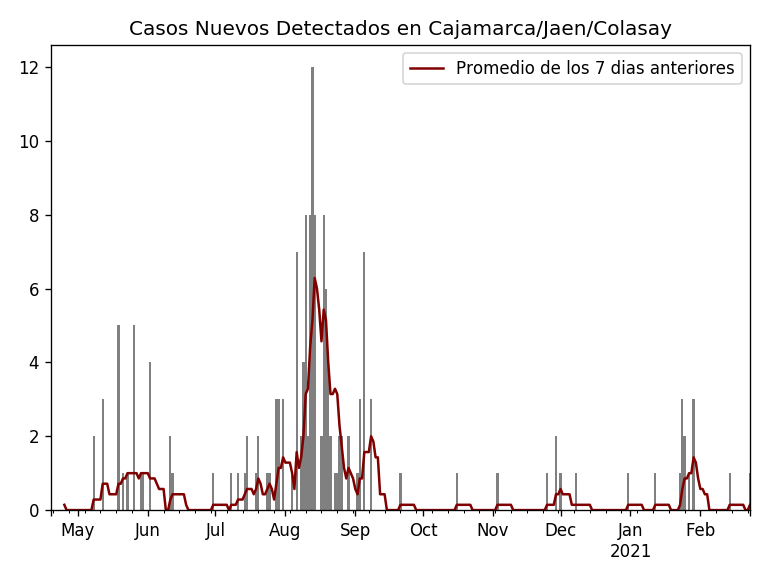 Casos Nuevos Detectados en Cajamarca/Jaen/Colasay
Promedio de los 7 dias anteriores
12
10
8
6
4
2
0
May Jun Jul Aug Sep Oct Nov Dec Jan Feb
2021